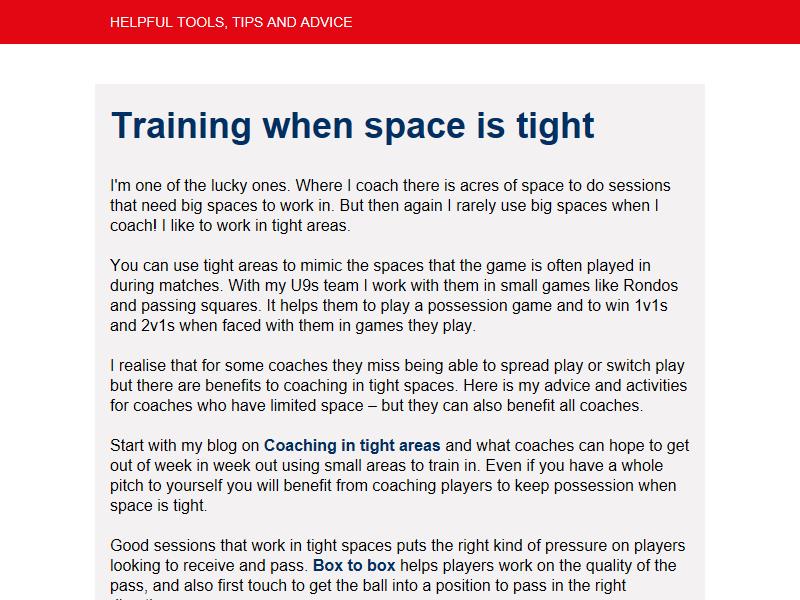 HELPFUL TOOLS, TIPS AND ADVICE
Training when space is tight
I'm one of the lucky ones. Where I coach there is acres of space to do sessions
that need big spaces to work in. But then again I rarely use big spaces when I
coach! I like to work in tight areas.
You can use tight areas to mimic the spaces that the game is often played in
during matches. With my U9s team I work with them in small games like Rondos
and passing squares. It helps them to play a possession game and to win 1v1s
and 2v1s when faced with them in games they play.
I realise that for some coaches they miss being able to spread play or switch play
but there are benefits to coaching in tight spaces. Here is my advice and activities
for coaches who have limited space – but they can also benefit all coaches.
Start with my blog on Coaching in tight areas and what coaches can hope to get
out of week in week out using small areas to train in. Even if you have a whole
pitch to yourself you will benefit from coaching players to keep possession when
space is tight.
Good sessions that work in tight spaces puts the right kind of pressure on players
looking to receive and pass. Box to box helps players work on the quality of the
pass, and also first touch to get the ball into a position to pass in the right